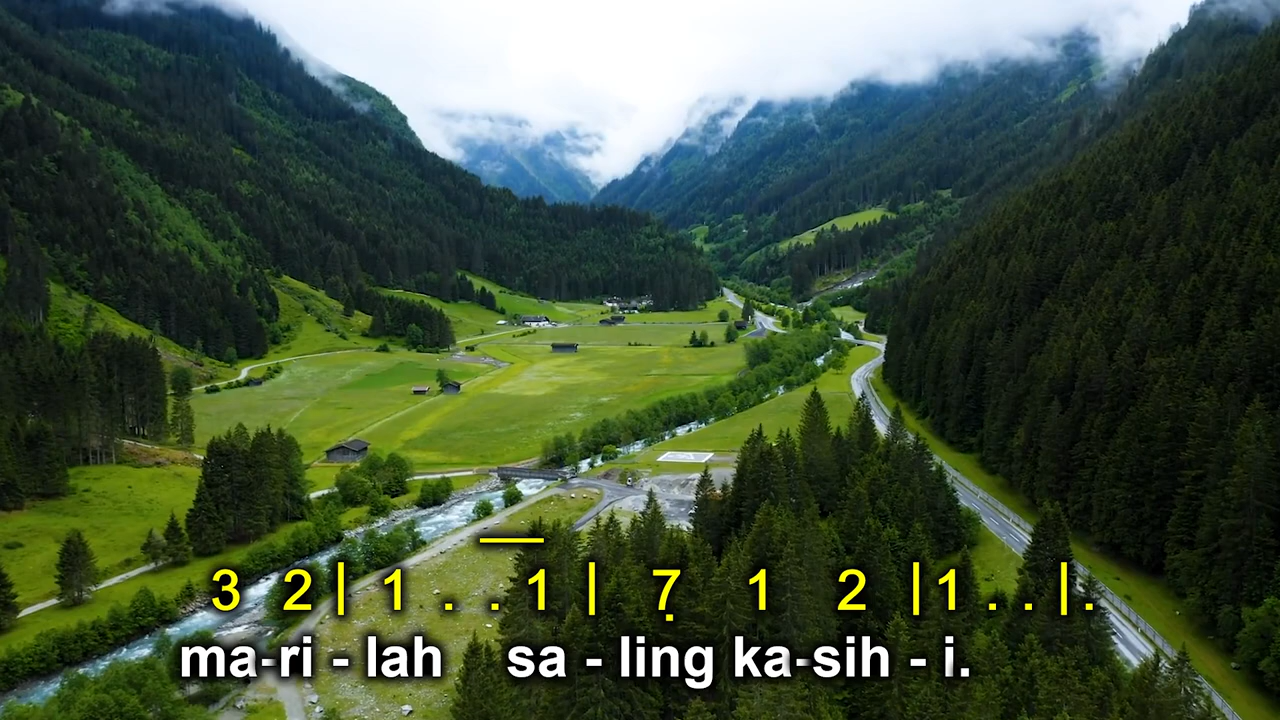 3 2 | 1 . . 1 | 7̣ 1 2 | 1 . . | .
ma-ri - lah sa - ling ka-sih - i.